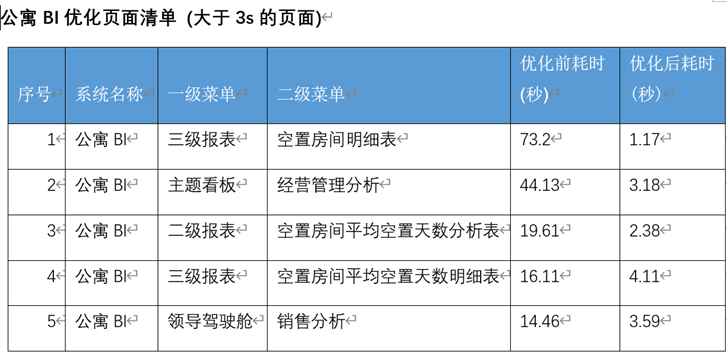 公寓 BI 优化页面清单 (大于 3s 的页面)
序号 系统名称 一级菜单 二级菜单 优化前耗时(秒) 优化后耗时(秒)
1 公寓 BI 三级报表 空置房间明细表 73.2 1.17
2 公寓 BI 主题看板 经营管理分析 44.13 3.18
3 公寓 BI 二级报表 空置房间平均空置天数分析表 19.61 2.38
4 公寓 BI 三级报表 空置房间平均空置天数明细表 16.11 4.11
5 公寓 BI 领导驾驶舱 销售分析 14.46 3.59